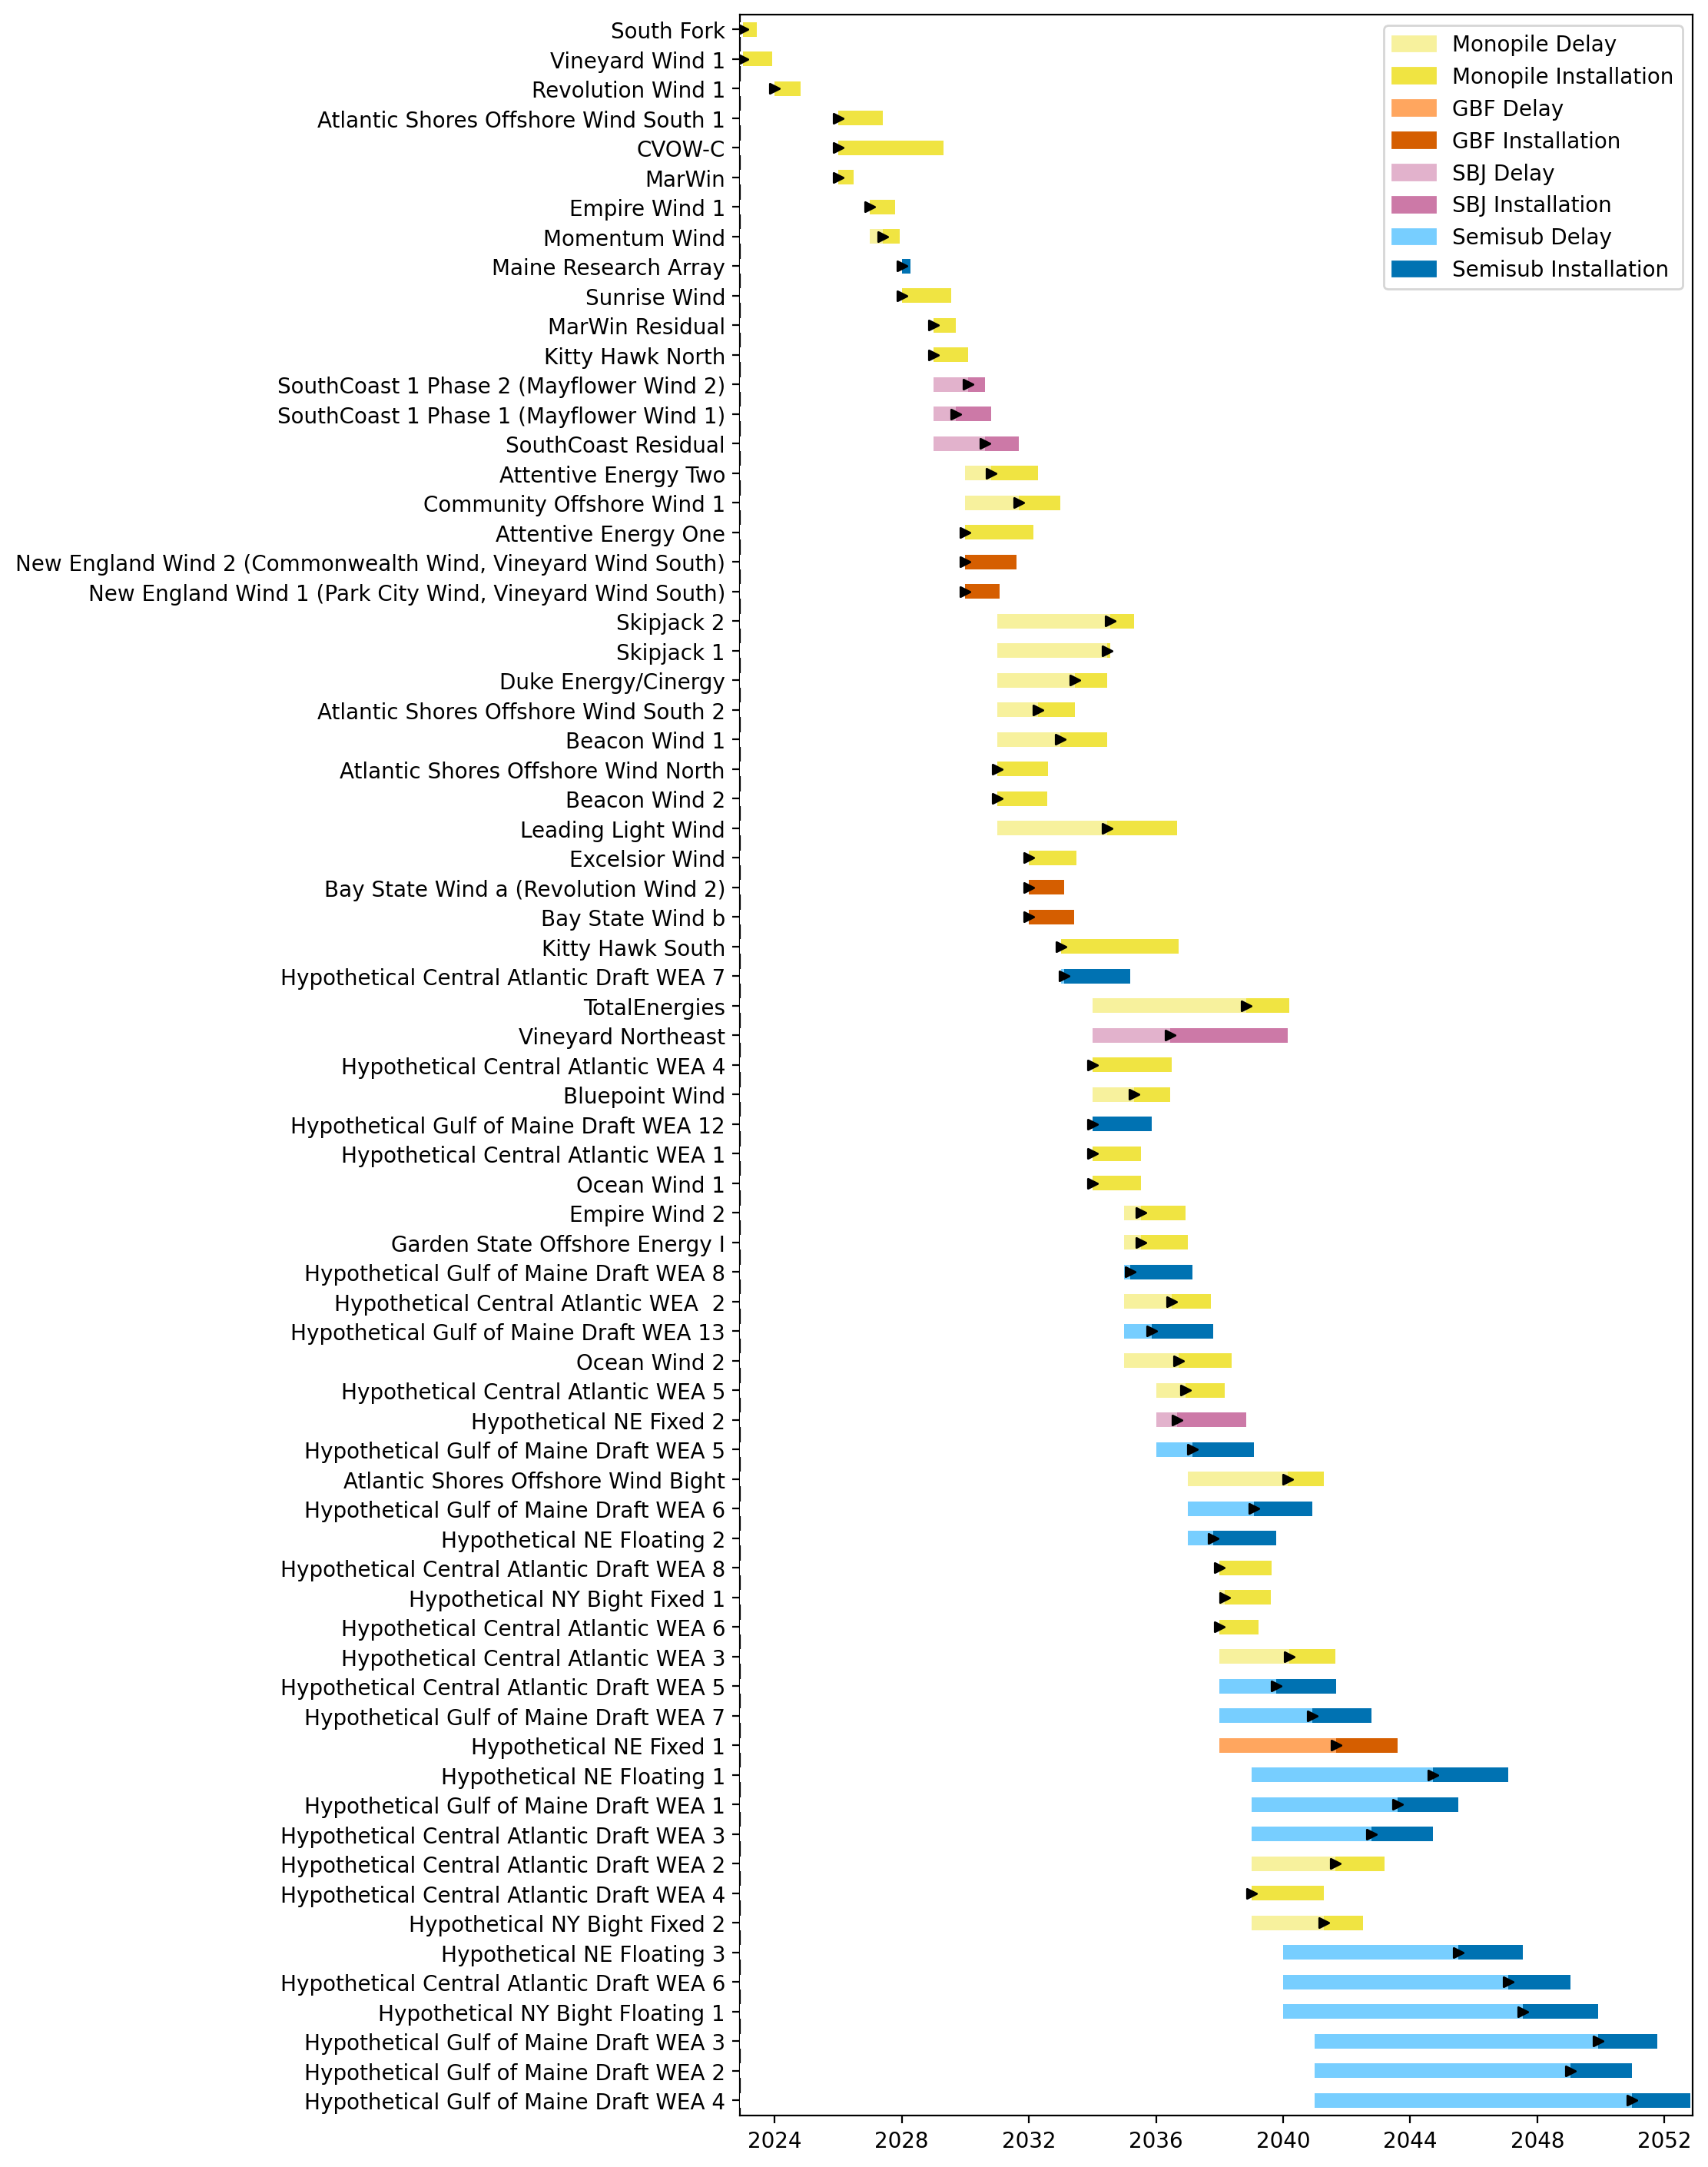 South Fork
Vineyard Wind 1
Revolution Wind 1
Atlantic Shores Offshore Wind South 1
CVOW-C
MarWin
Empire Wind 1
Momentum Wind
Maine Research Array
Sunrise Wind
MarWin Residual
Kitty Hawk North
SouthCoast 1 Phase 2 (Mayflower Wind 2)
SouthCoast 1 Phase 1 (Mayflower Wind 1)
SouthCoast Residual
Attentive Energy Two
Community Offshore Wind 1
Attentive Energy One
New England Wind 2 (Commonwealth Wind, Vineyard Wind South)
New England Wind 1 (Park City Wind, Vineyard Wind South)
Skipjack 2
Skipjack 1
Duke Energy/Cinergy
Atlantic Shores Offshore Wind South 2
Beacon Wind 1
Atlantic Shores Offshore Wind North
Beacon Wind 2
Leading Light Wind
Excelsior Wind
Bay State Wind a (Revolution Wind 2)
Bay State Wind b
Kitty Hawk South
Hypothetical Central Atlantic Draft WEA 7
TotalEnergies
Vineyard Northeast
Hypothetical Central Atlantic WEA 4
Bluepoint Wind
Hypothetical Gulf of Maine Draft WEA 12
Hypothetical Central Atlantic WEA 1
Ocean Wind 1
Empire Wind 2
Garden State Offshore Energy I
Hypothetical Gulf of Maine Draft WEA 8
Hypothetical Central Atlantic WEA  2
Hypothetical Gulf of Maine Draft WEA 13
Ocean Wind 2
Hypothetical Central Atlantic WEA 5
Hypothetical NE Fixed 2
Hypothetical Gulf of Maine Draft WEA 5
Atlantic Shores Offshore Wind Bight
Hypothetical Gulf of Maine Draft WEA 6
Hypothetical NE Floating 2
Hypothetical Central Atlantic Draft WEA 8
Hypothetical NY Bight Fixed 1
Hypothetical Central Atlantic WEA 6
Hypothetical Central Atlantic WEA 3
Hypothetical Central Atlantic Draft WEA 5
Hypothetical Gulf of Maine Draft WEA 7
Hypothetical NE Fixed 1
Hypothetical NE Floating 1
Hypothetical Gulf of Maine Draft WEA 1
Hypothetical Central Atlantic Draft WEA 3
Hypothetical Central Atlantic Draft WEA 2
Hypothetical Central Atlantic Draft WEA 4
Hypothetical NY Bight Fixed 2
Hypothetical NE Floating 3
Hypothetical Central Atlantic Draft WEA 6
Hypothetical NY Bight Floating 1
Hypothetical Gulf of Maine Draft WEA 3
Hypothetical Gulf of Maine Draft WEA 2
Hypothetical Gulf of Maine Draft WEA 4
Monopile Delay
Monopile Installation
GBF Delay
GBF Installation
SBJ Delay
SBJ Installation
Semisub Delay
Semisub Installation
2024 2028 2032 2036 2040 2044 2048 2052